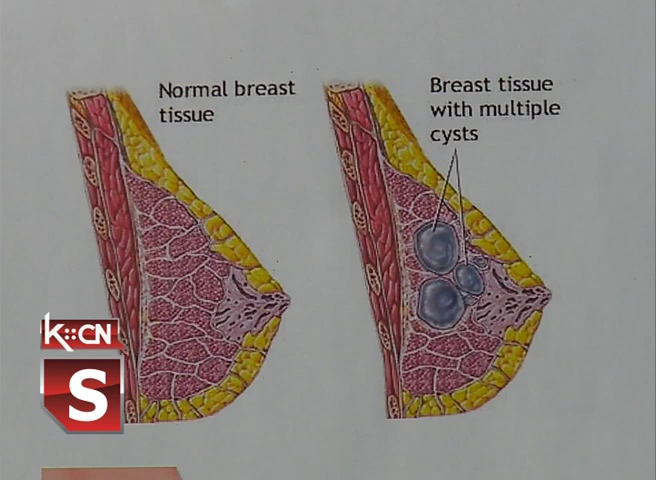 Normal breast
tissue
Breast tissue
with multiple
cysts
K::CN
S